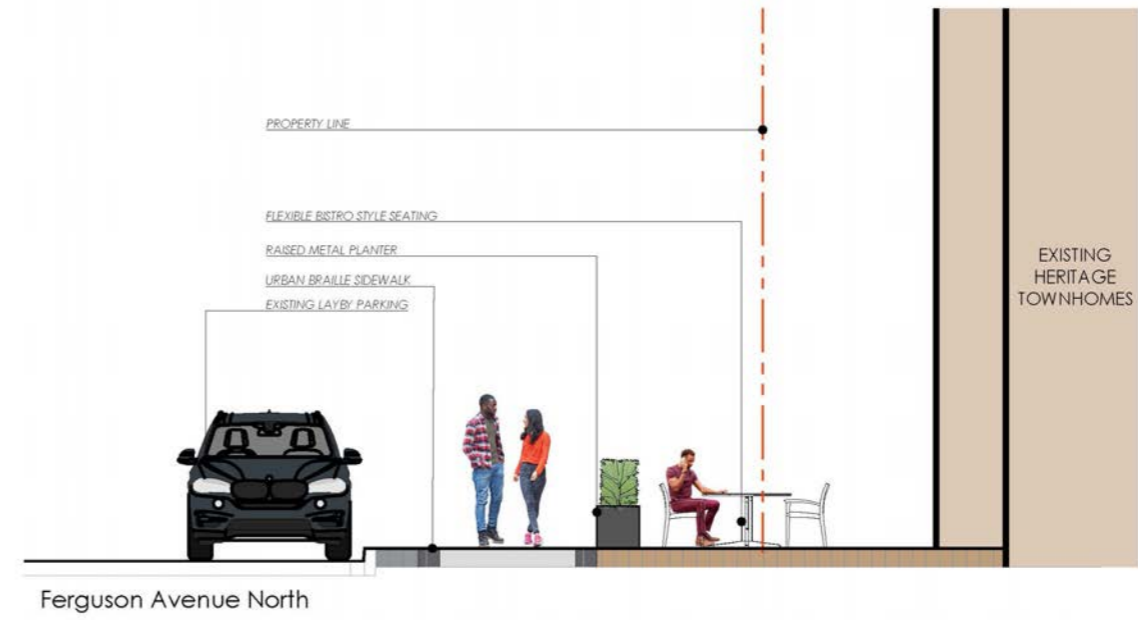 PROPERTY LINE
FLEXIBLE BISTRO STYLE SEATING
RAISED METAL PLANTER
URBAN BRAILLE SIDEWALK
EXISTING LAYBY PARKING
EXISTING
HERITAGE
TOWNHOMES
Ferguson Avenue North